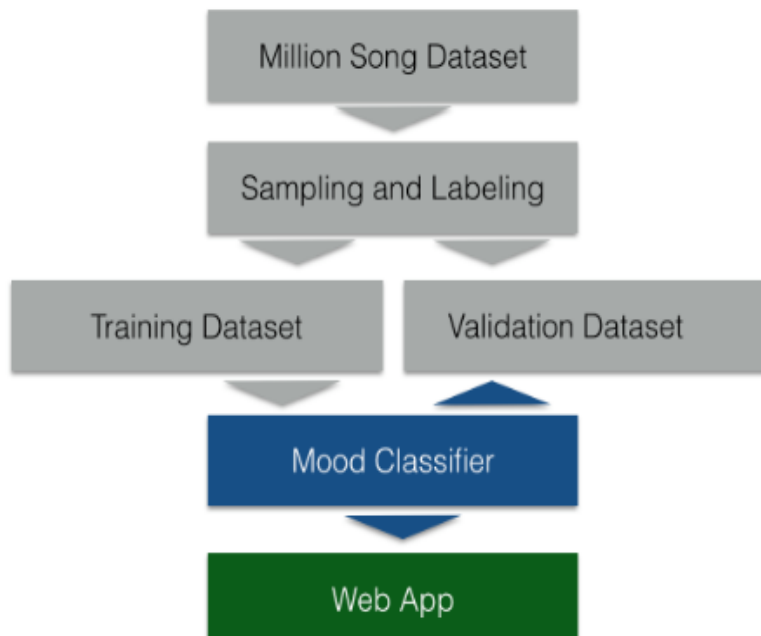 Million Song Dataset
Sampling and Labeling
Training Dataset
Validation Dataset
Mood Classifier
Web App